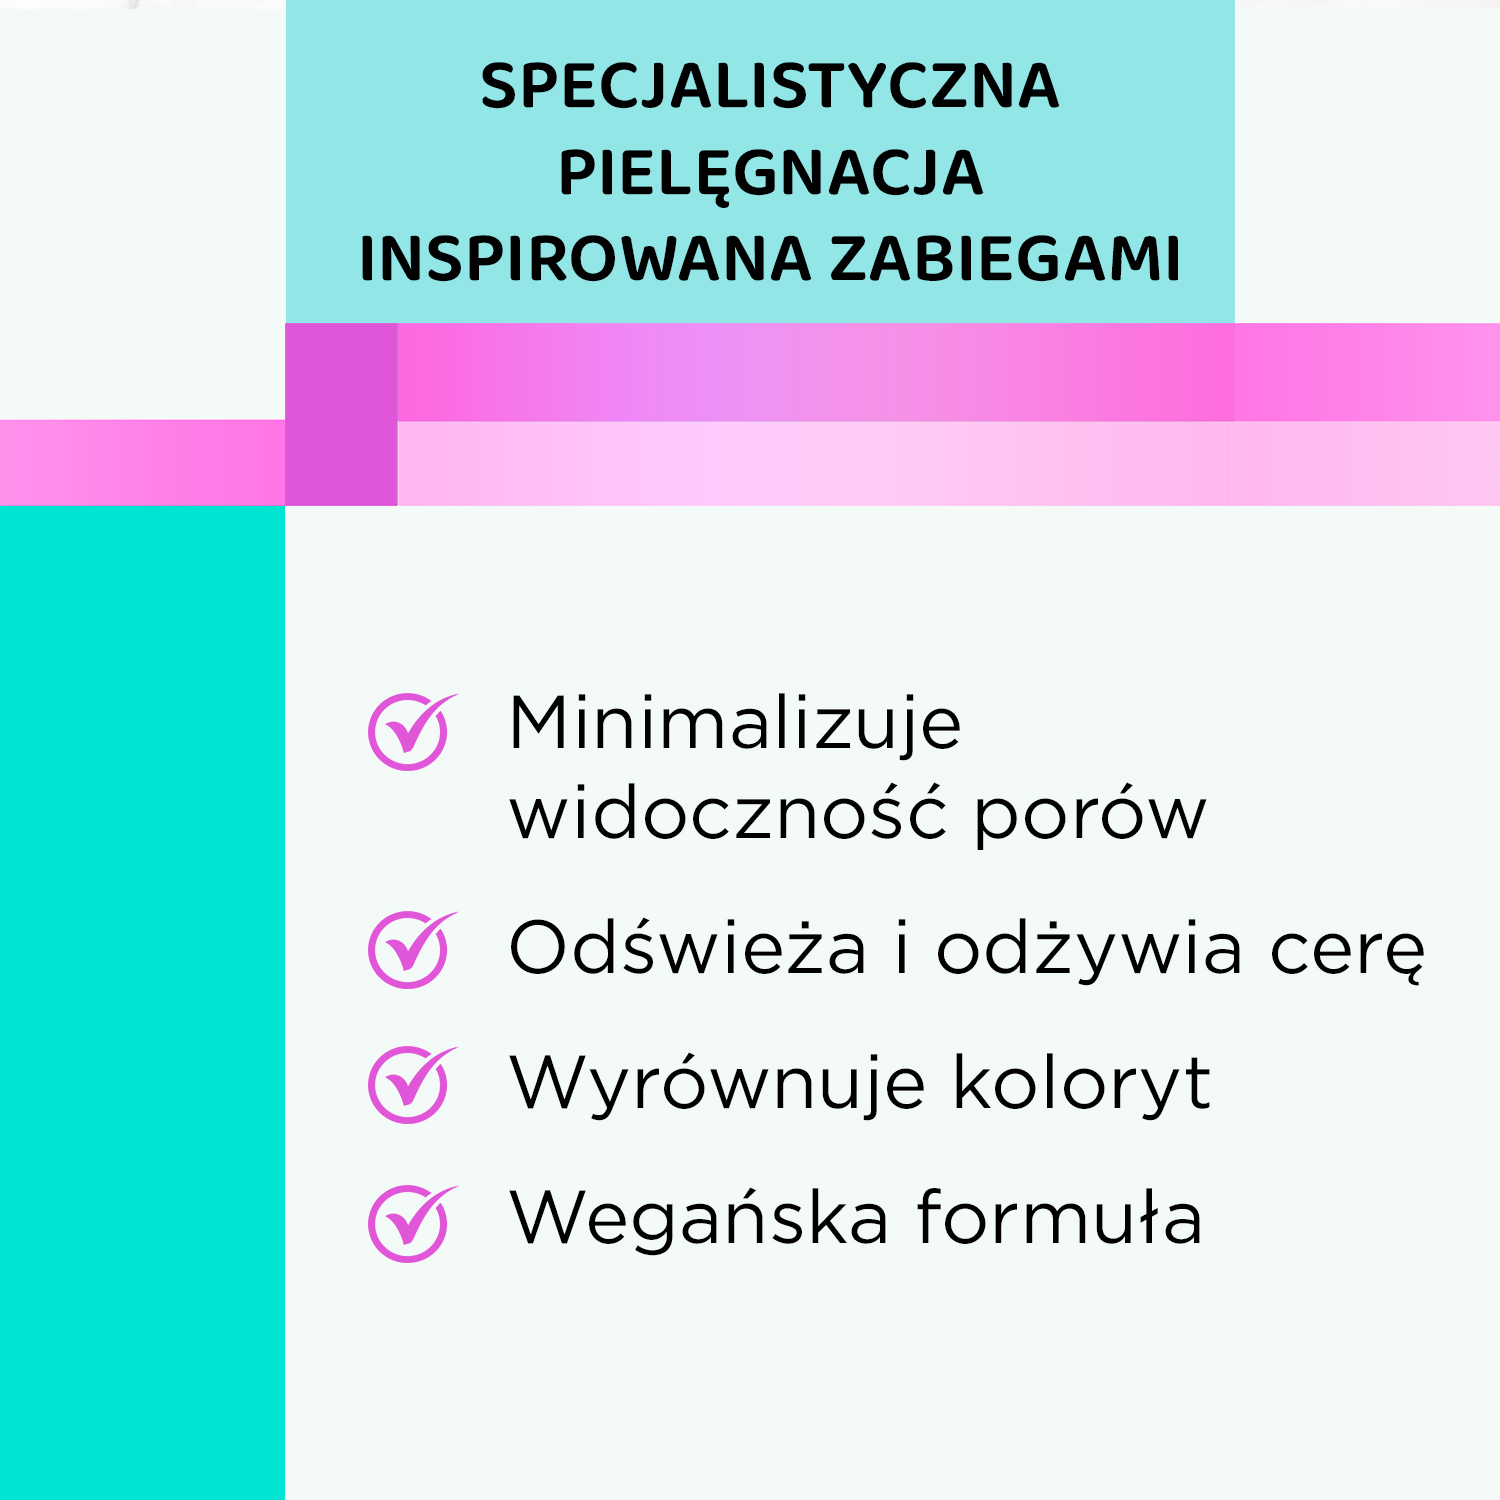 SPECJALISTYCZNA
PIELĘGNACJA
INSPIROWANA ZABIEGAMI
Minimalizuje
widoczność porów
Odświeża i odżywia cerę
Wyrównuje koloryt
Wegańska formuła